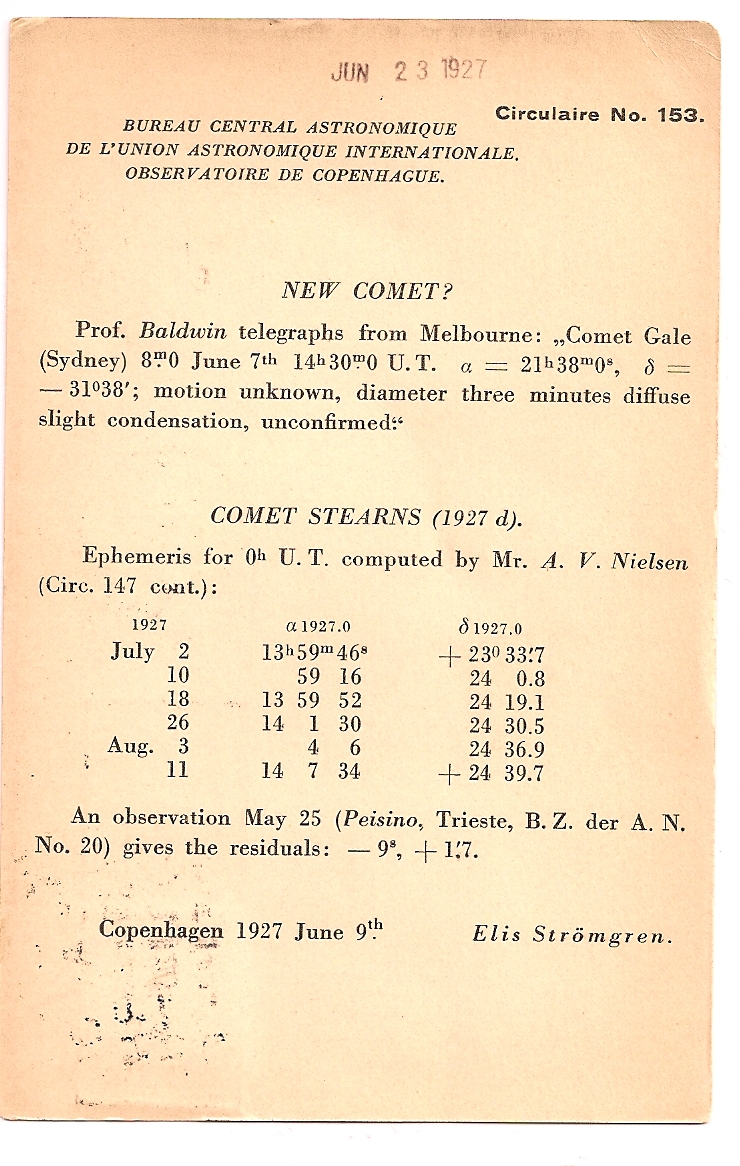 JUN 23 1927
Circulaire No. 153.
BUREAU CENTRAL ASTRONOMIQUE
DE L'UNION ASTRONOMIQUE INTERNATIONALE.
OBSERVATOIRE DE COPENHAGUE.
NEW COMET?
Prof. Baldwin telegraphs from Melbourne: „Comet Gale
(Sydney) 8ᵐ.0 June 7ᵗʰ 14ʰ30ᵐ.0 U. T. α = 21ʰ38ᵐ0ˢ, δ =
— 31°38′; motion unknown, diameter three minutes diffuse
slight condensation, unconfirmed.“
COMET STEARNS (1927 d).
Ephemeris for 0ʰ U. T. computed by Mr. A. V. Nielsen
(Circ. 147 cont.):
1927 α 1927.0 δ 1927.0
July 2 13ʰ59ᵐ46ˢ + 23° 33′.7
10 59 16 24 0.8
18 13 59 52 24 19.1
26 14 1 30 24 30.5
Aug. 3 4 6 24 36.9
11 14 7 34 + 24 39.7
An observation May 25 (Peisino, Trieste, B. Z. der A. N.
No. 20) gives the residuals: — 9ˢ, + 1′.7.
Copenhagen 1927 June 9ᵗʰ. Elis Strömgren.